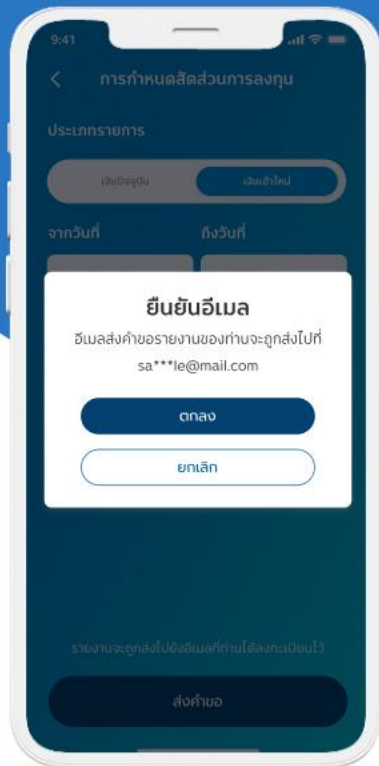 9:41
การกำหนดสัดส่วนการลงทุน
ประเภทรายการ
เงินปัจจุบัน เงินเข้าใหม่
จากวันที่ ถึงวันที่
ยืนยันอีเมล
อีเมลส่งคำขอรายงานของท่านจะถูกส่งไปที่
sa***le@mail.com
ตกลง
ยกเลิก
รายงานจะถูกส่งไปยังอีเมลที่ท่านได้ลงทะเบียนไว้
ส่งคำขอ